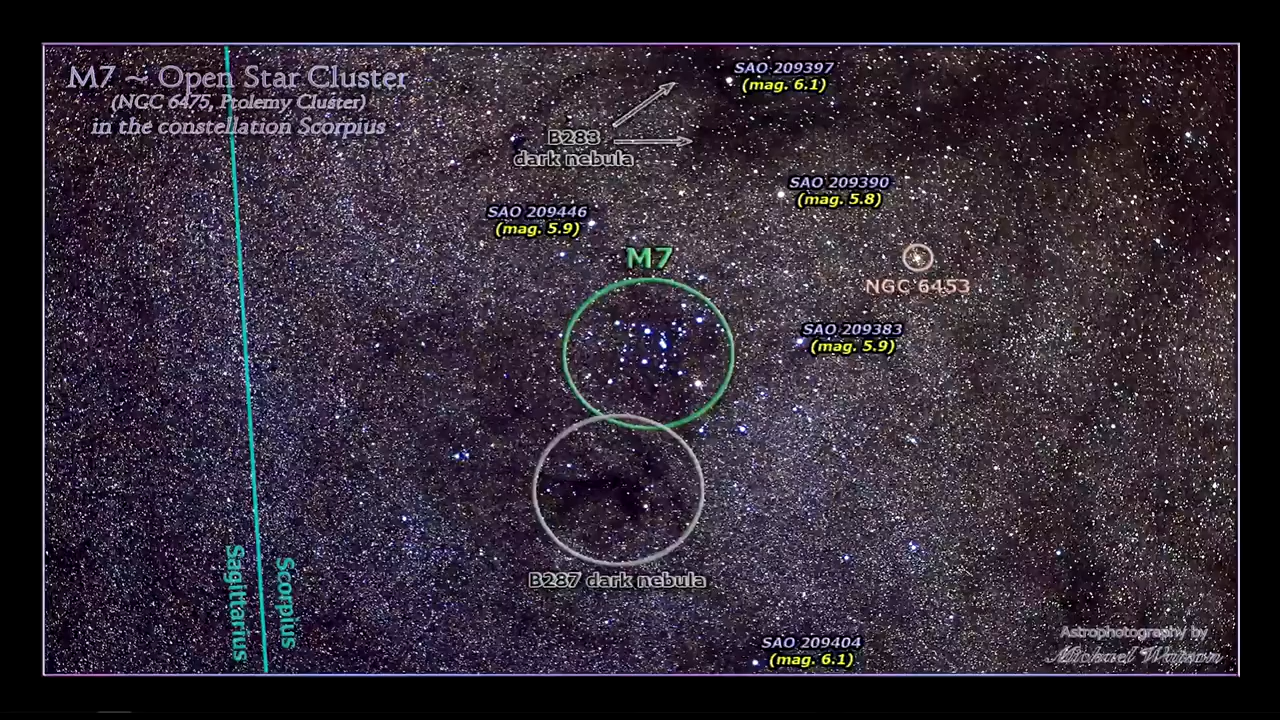 M7 ~ Open Star Cluster
(NGC 6475, Ptolemy Cluster)
in the constellation Scorpius
SAO 209397
(mag. 6.1)
B283
dark nebula
SAO 209390
(mag. 5.8)
SAO 209446
(mag. 5.9)
M7
NGC 6453
SAO 209383
(mag. 5.9)
B287 dark nebula
Sagittarius
Scorpius
SAO 209404
(mag. 6.1)
Astrophotography by
Michael Watson